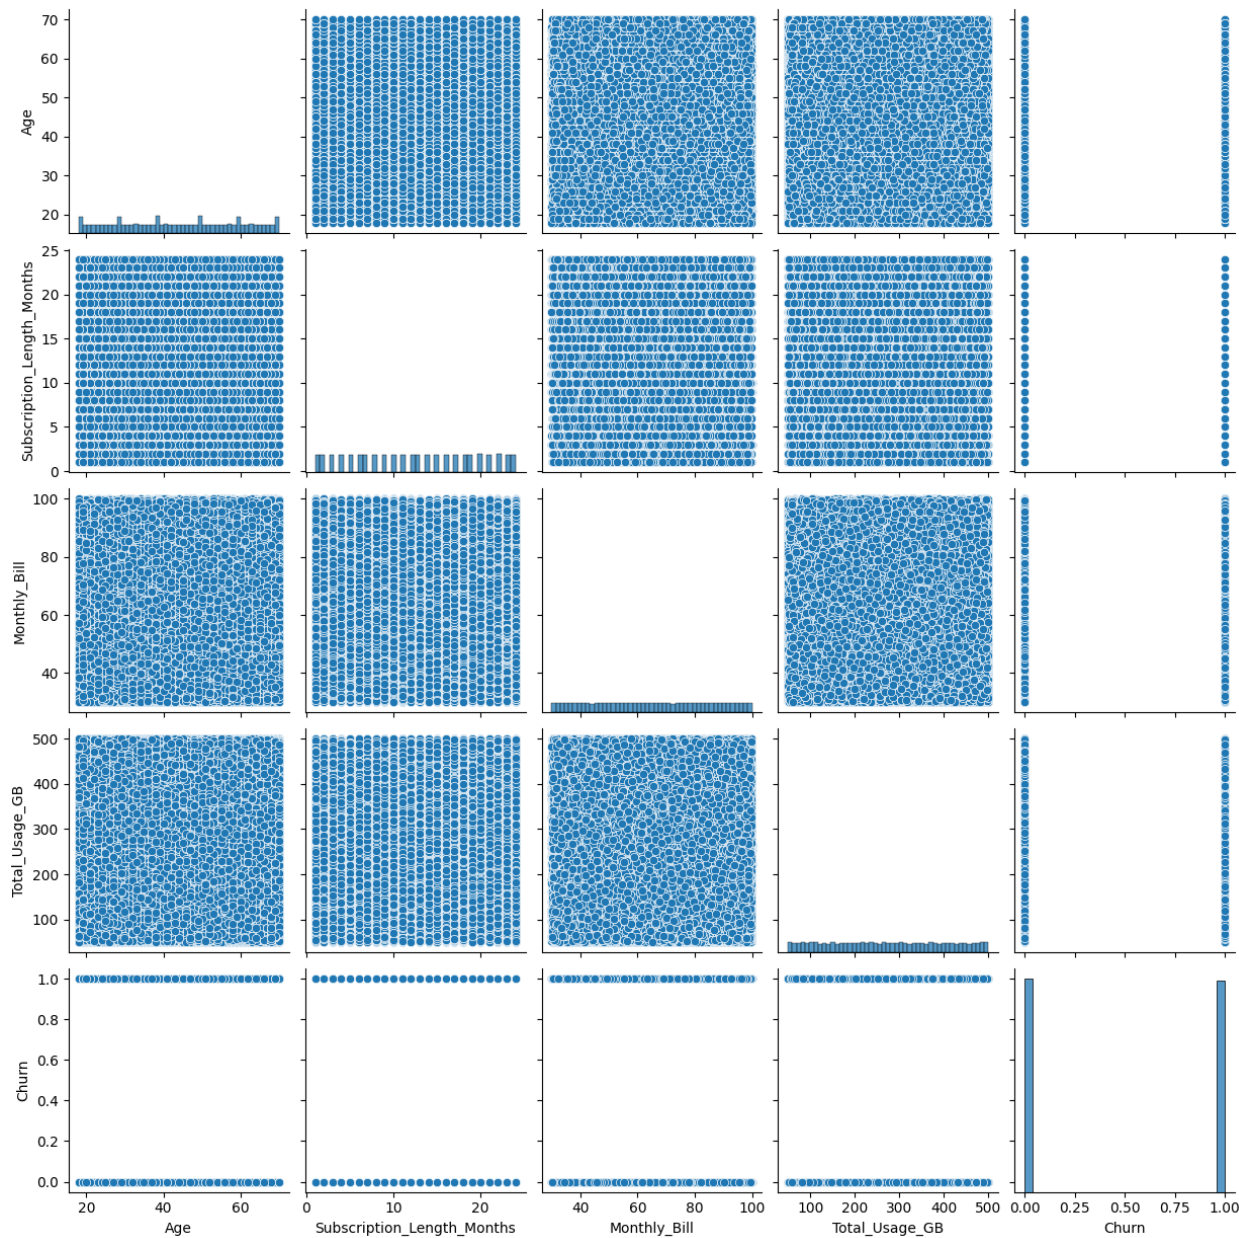 70
60
50
40
30
20
Age
25
20
15
10
5
0
Subscription_Length_Months
100
80
60
40
Monthly_Bill
500
400
300
200
100
Total_Usage_GB
1.0
0.8
0.6
0.4
0.2
0.0
Churn
20 40 60
0 10 20
40 60 80 100
100 200 300 400 500
0.00 0.25 0.50 0.75 1.00
Age Subscription_Length_Months Monthly_Bill Total_Usage_GB Churn